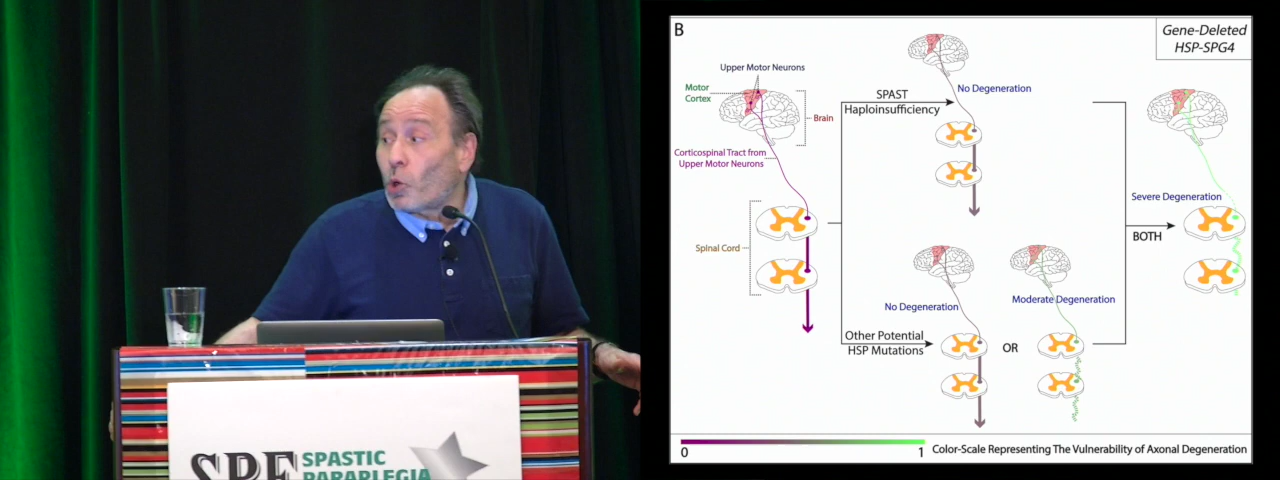 B
Gene-Deleted
HSP-SPG4
Upper Motor Neurons
Motor
Cortex
Brain
Corticospinal Tract from
Upper Motor Neurons
Spinal Cord
SPAST
Haploinsufficiency
No Degeneration
Other Potential
HSP Mutations
No Degeneration
OR
Moderate Degeneration
Severe Degeneration
BOTH
0
1
Color-Scale Representing The Vulnerability of Axonal Degeneration
SPF
SPASTIC
PARAPLEGIA